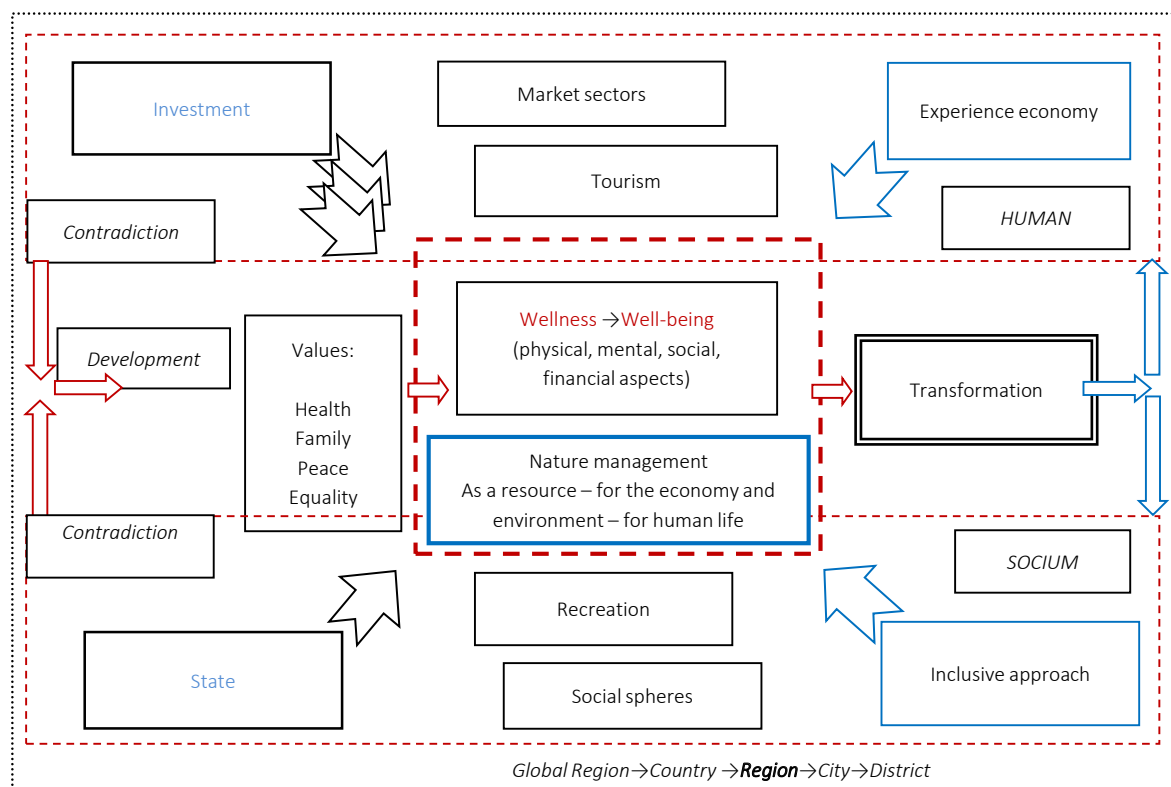 Investment
Market sectors
Experience economy
Tourism
Contradiction
HUMAN
Development
Values:
Health
Family
Peace
Equality
Wellness →Well-being
(physical, mental, social,
financial aspects)
Transformation
Nature management
As a resource – for the economy and
environment – for human life
Contradiction
SOCIUM
Recreation
State
Social spheres
Inclusive approach
Global Region→Country →Region→City→District